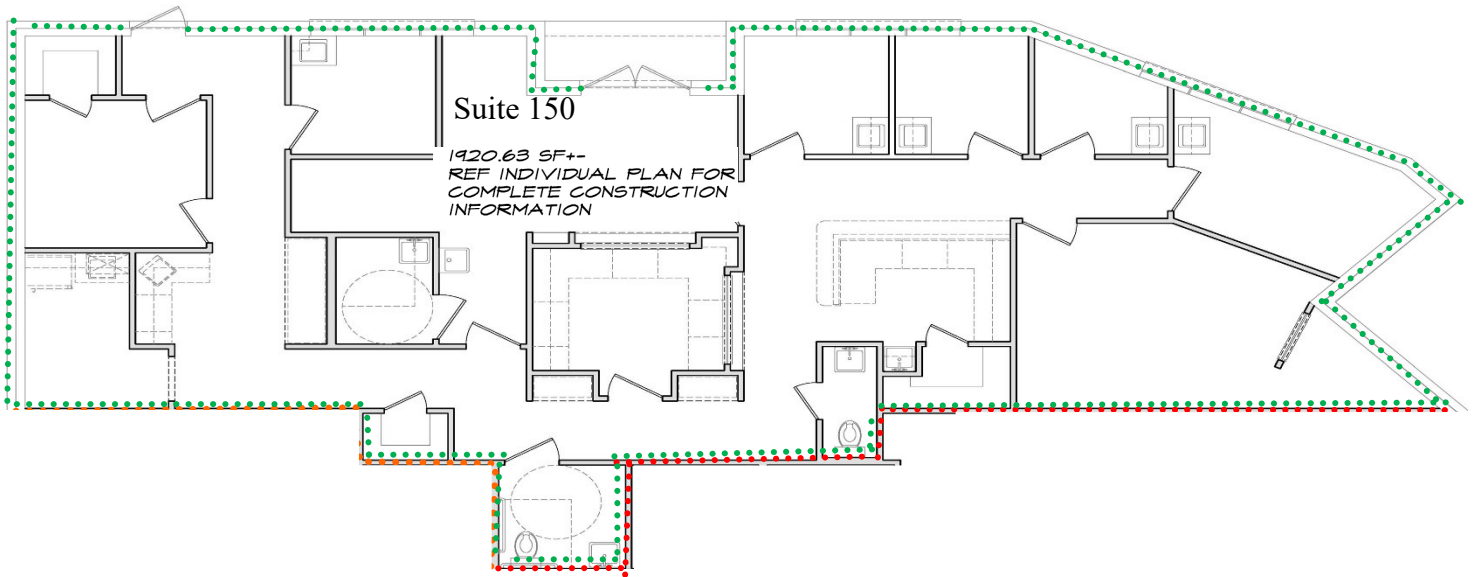 Suite 150
1920.63 SF+-
REF INDIVIDUAL PLAN FOR
COMPLETE CONSTRUCTION
INFORMATION